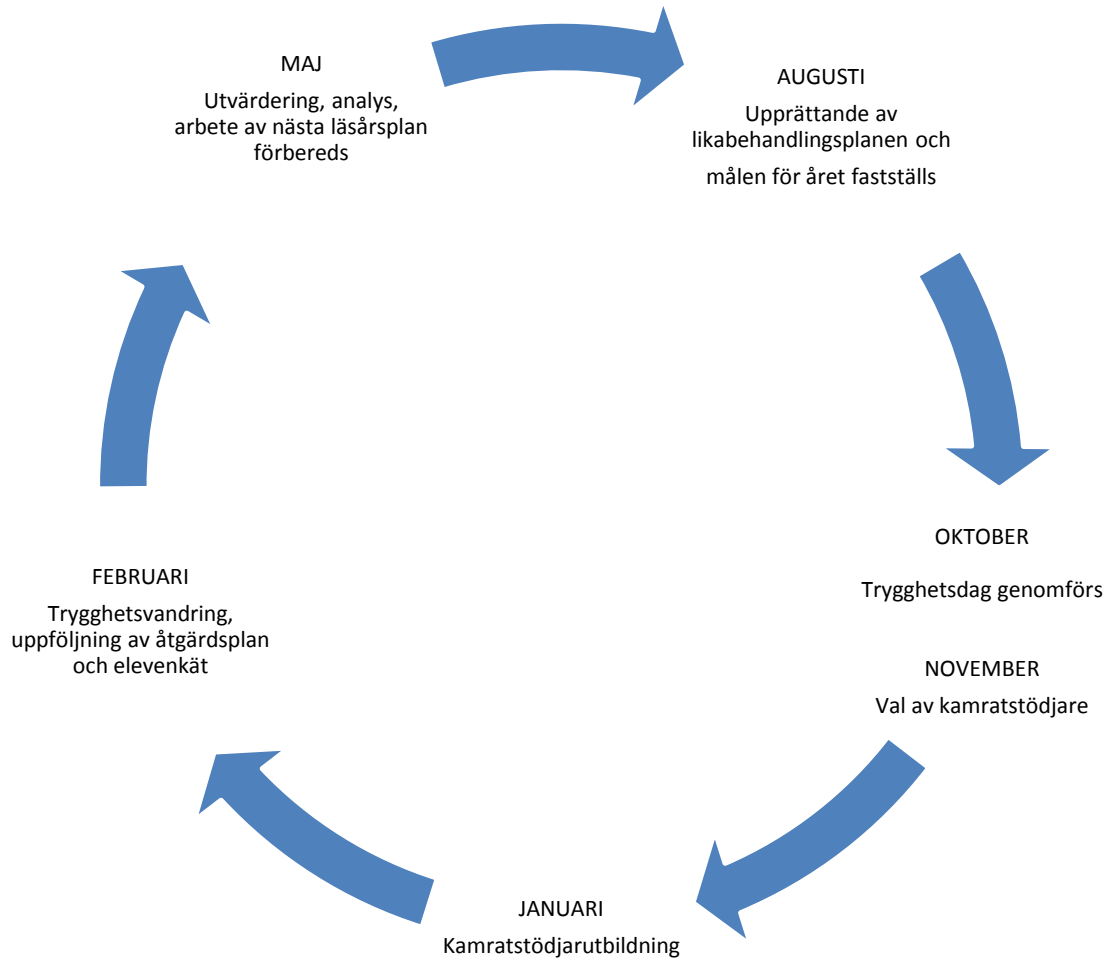 MAJ
Utvärdering, analys,
arbete av nästa läsårsplan
förbereds
AUGUSTI
Upprättande av
likabehandlingsplanen och
målen för året fastställs
OKTOBER
Trygghetsdag genomförs
NOVEMBER
Val av kamratstödjare
JANUARI
Kamratstödjarutbildning
FEBRUARI
Trygghetsvandring,
uppföljning av åtgärdsplan
och elevenkät